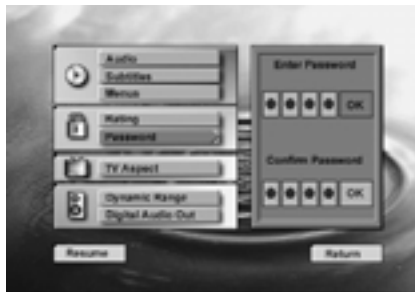 Audio
Subtitles
Menus
Rating
Password
TV Aspect
Dynamic Range
Digital Audio Out
Enter Password
OK
Confirm Password
OK
Resume
Return